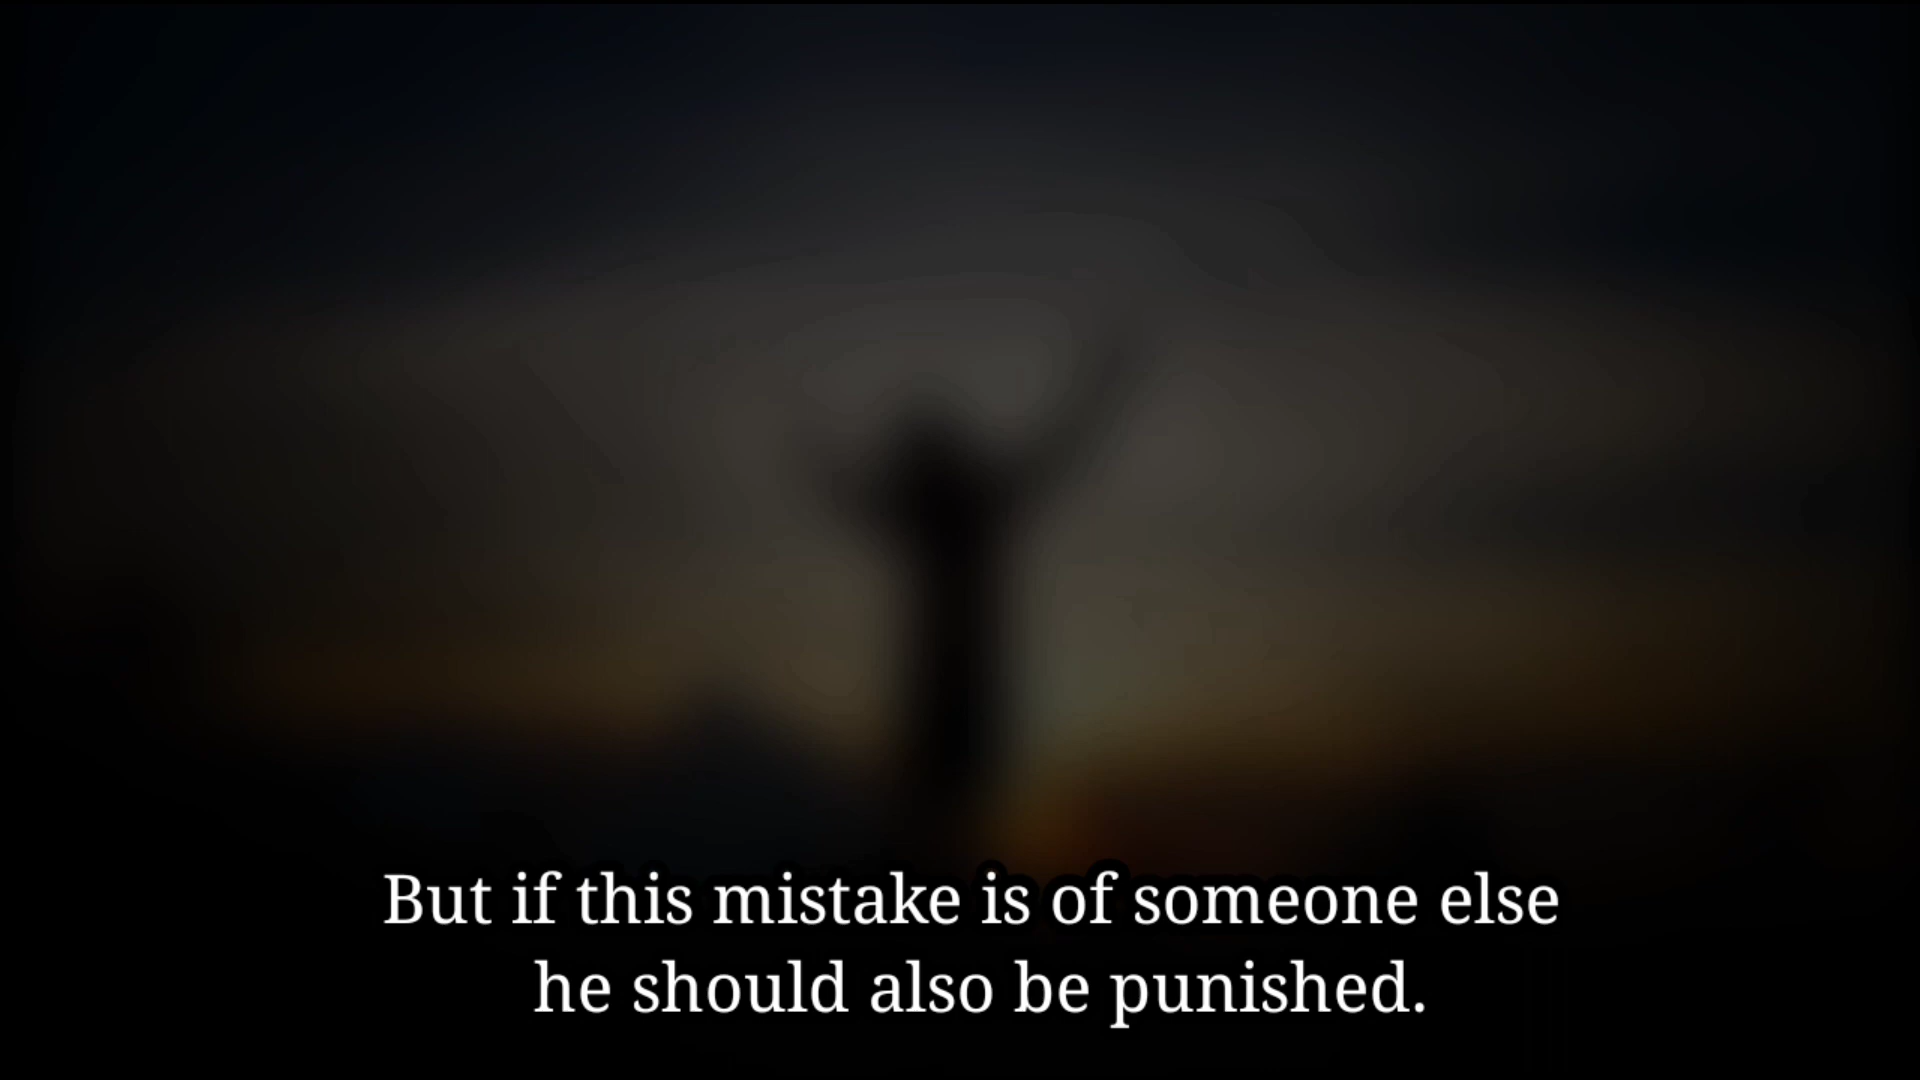 But if this mistake is of someone else
he should also be punished.